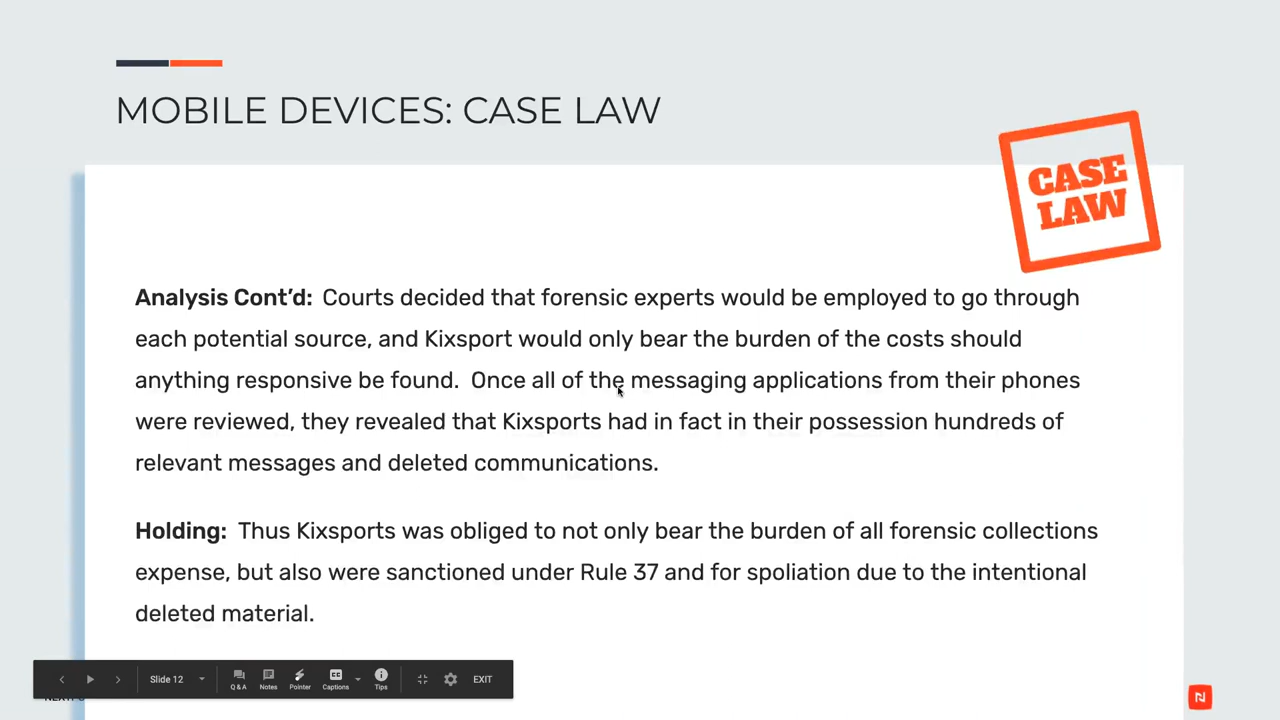 MOBILE DEVICES: CASE LAW
CASE
LAW
Analysis Cont’d: Courts decided that forensic experts would be employed to go through
each potential source, and Kixsport would only bear the burden of the costs should
anything responsive be found. Once all of the messaging applications from their phones
were reviewed, they revealed that Kixsports had in fact in their possession hundreds of
relevant messages and deleted communications.
Holding: Thus Kixsports was obliged to not only bear the burden of all forensic collections
expense, but also were sanctioned under Rule 37 and for spoliation due to the intentional
deleted material.
Slide 12
Q&A
Notes
Pointer
CC
Captions
Tips
EXIT